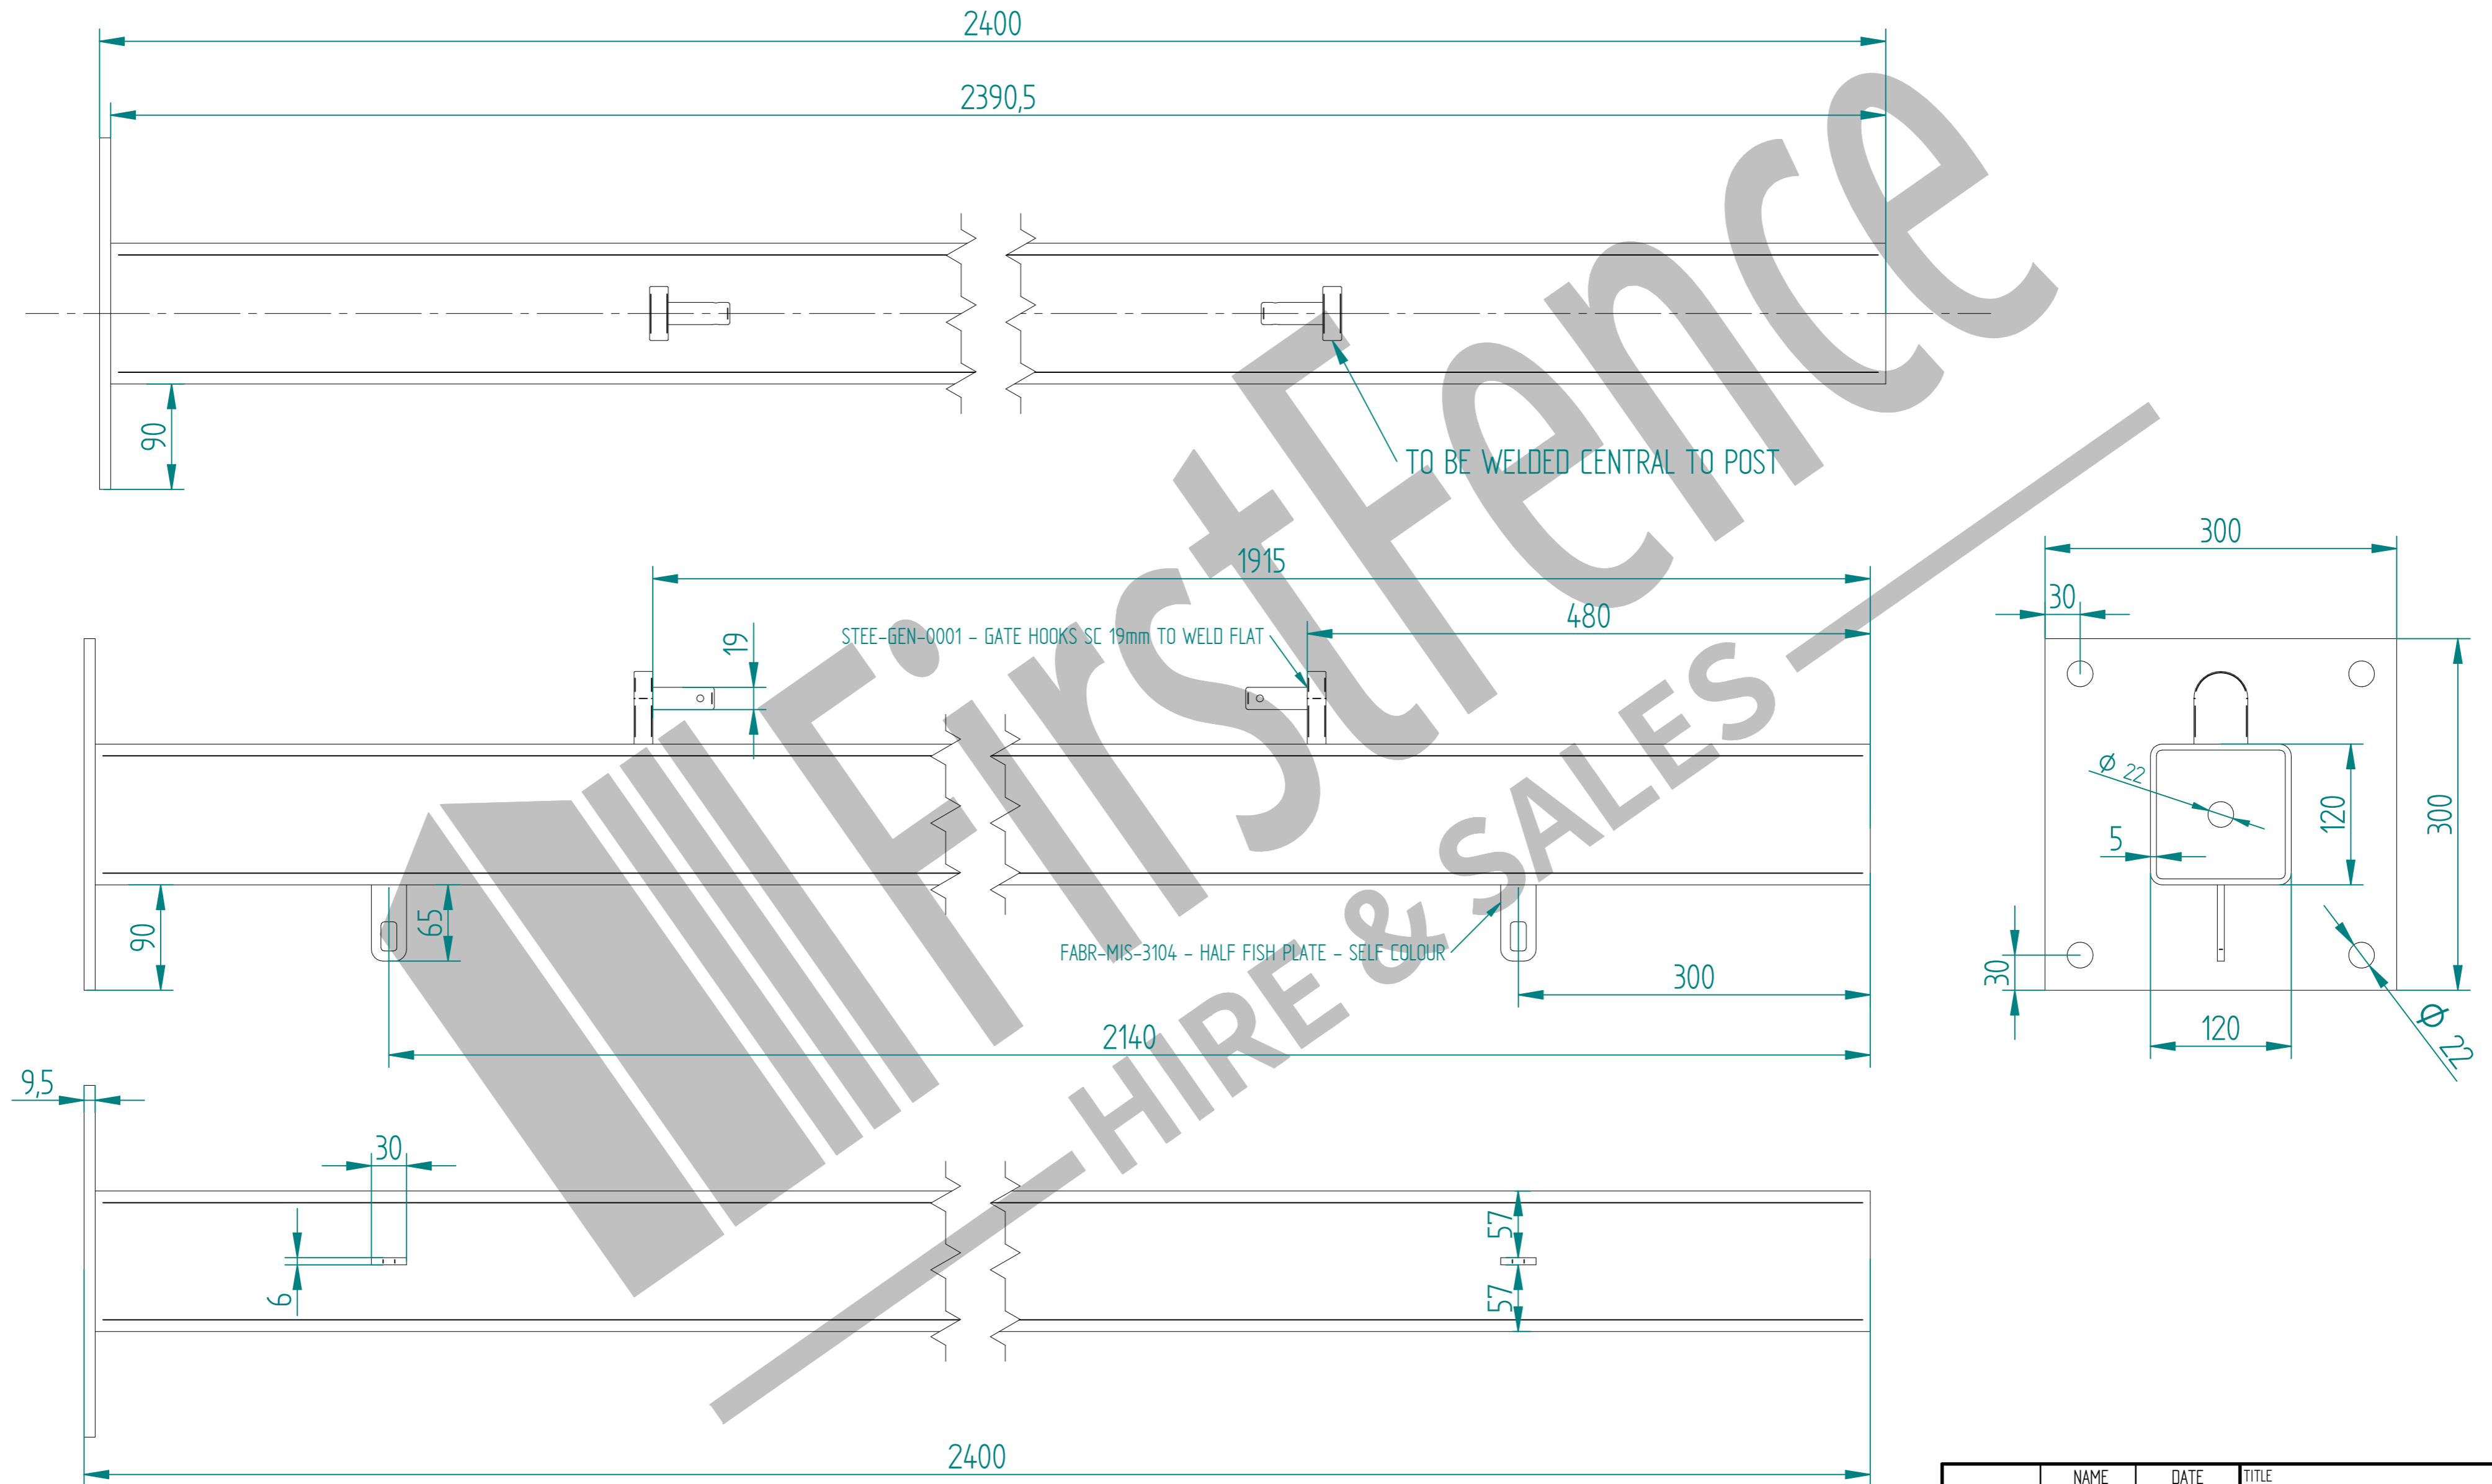 2400
2390,5
90
TO BE WELDED CENTRAL TO POST
1915
480
STEE-GEN-0001 - GATE HOOKS SC 19mm TO WELD FLAT
19
300
30
90
65
FABR-MIS-3104 - HALF FISH PLATE - SELF COLOUR
300
2140
Ø 22
5
120
300
30
120
Ø 22
9,5
30
6
57
57
2400
FirstFence
HIRE & SALES
NAME DATE TITLE